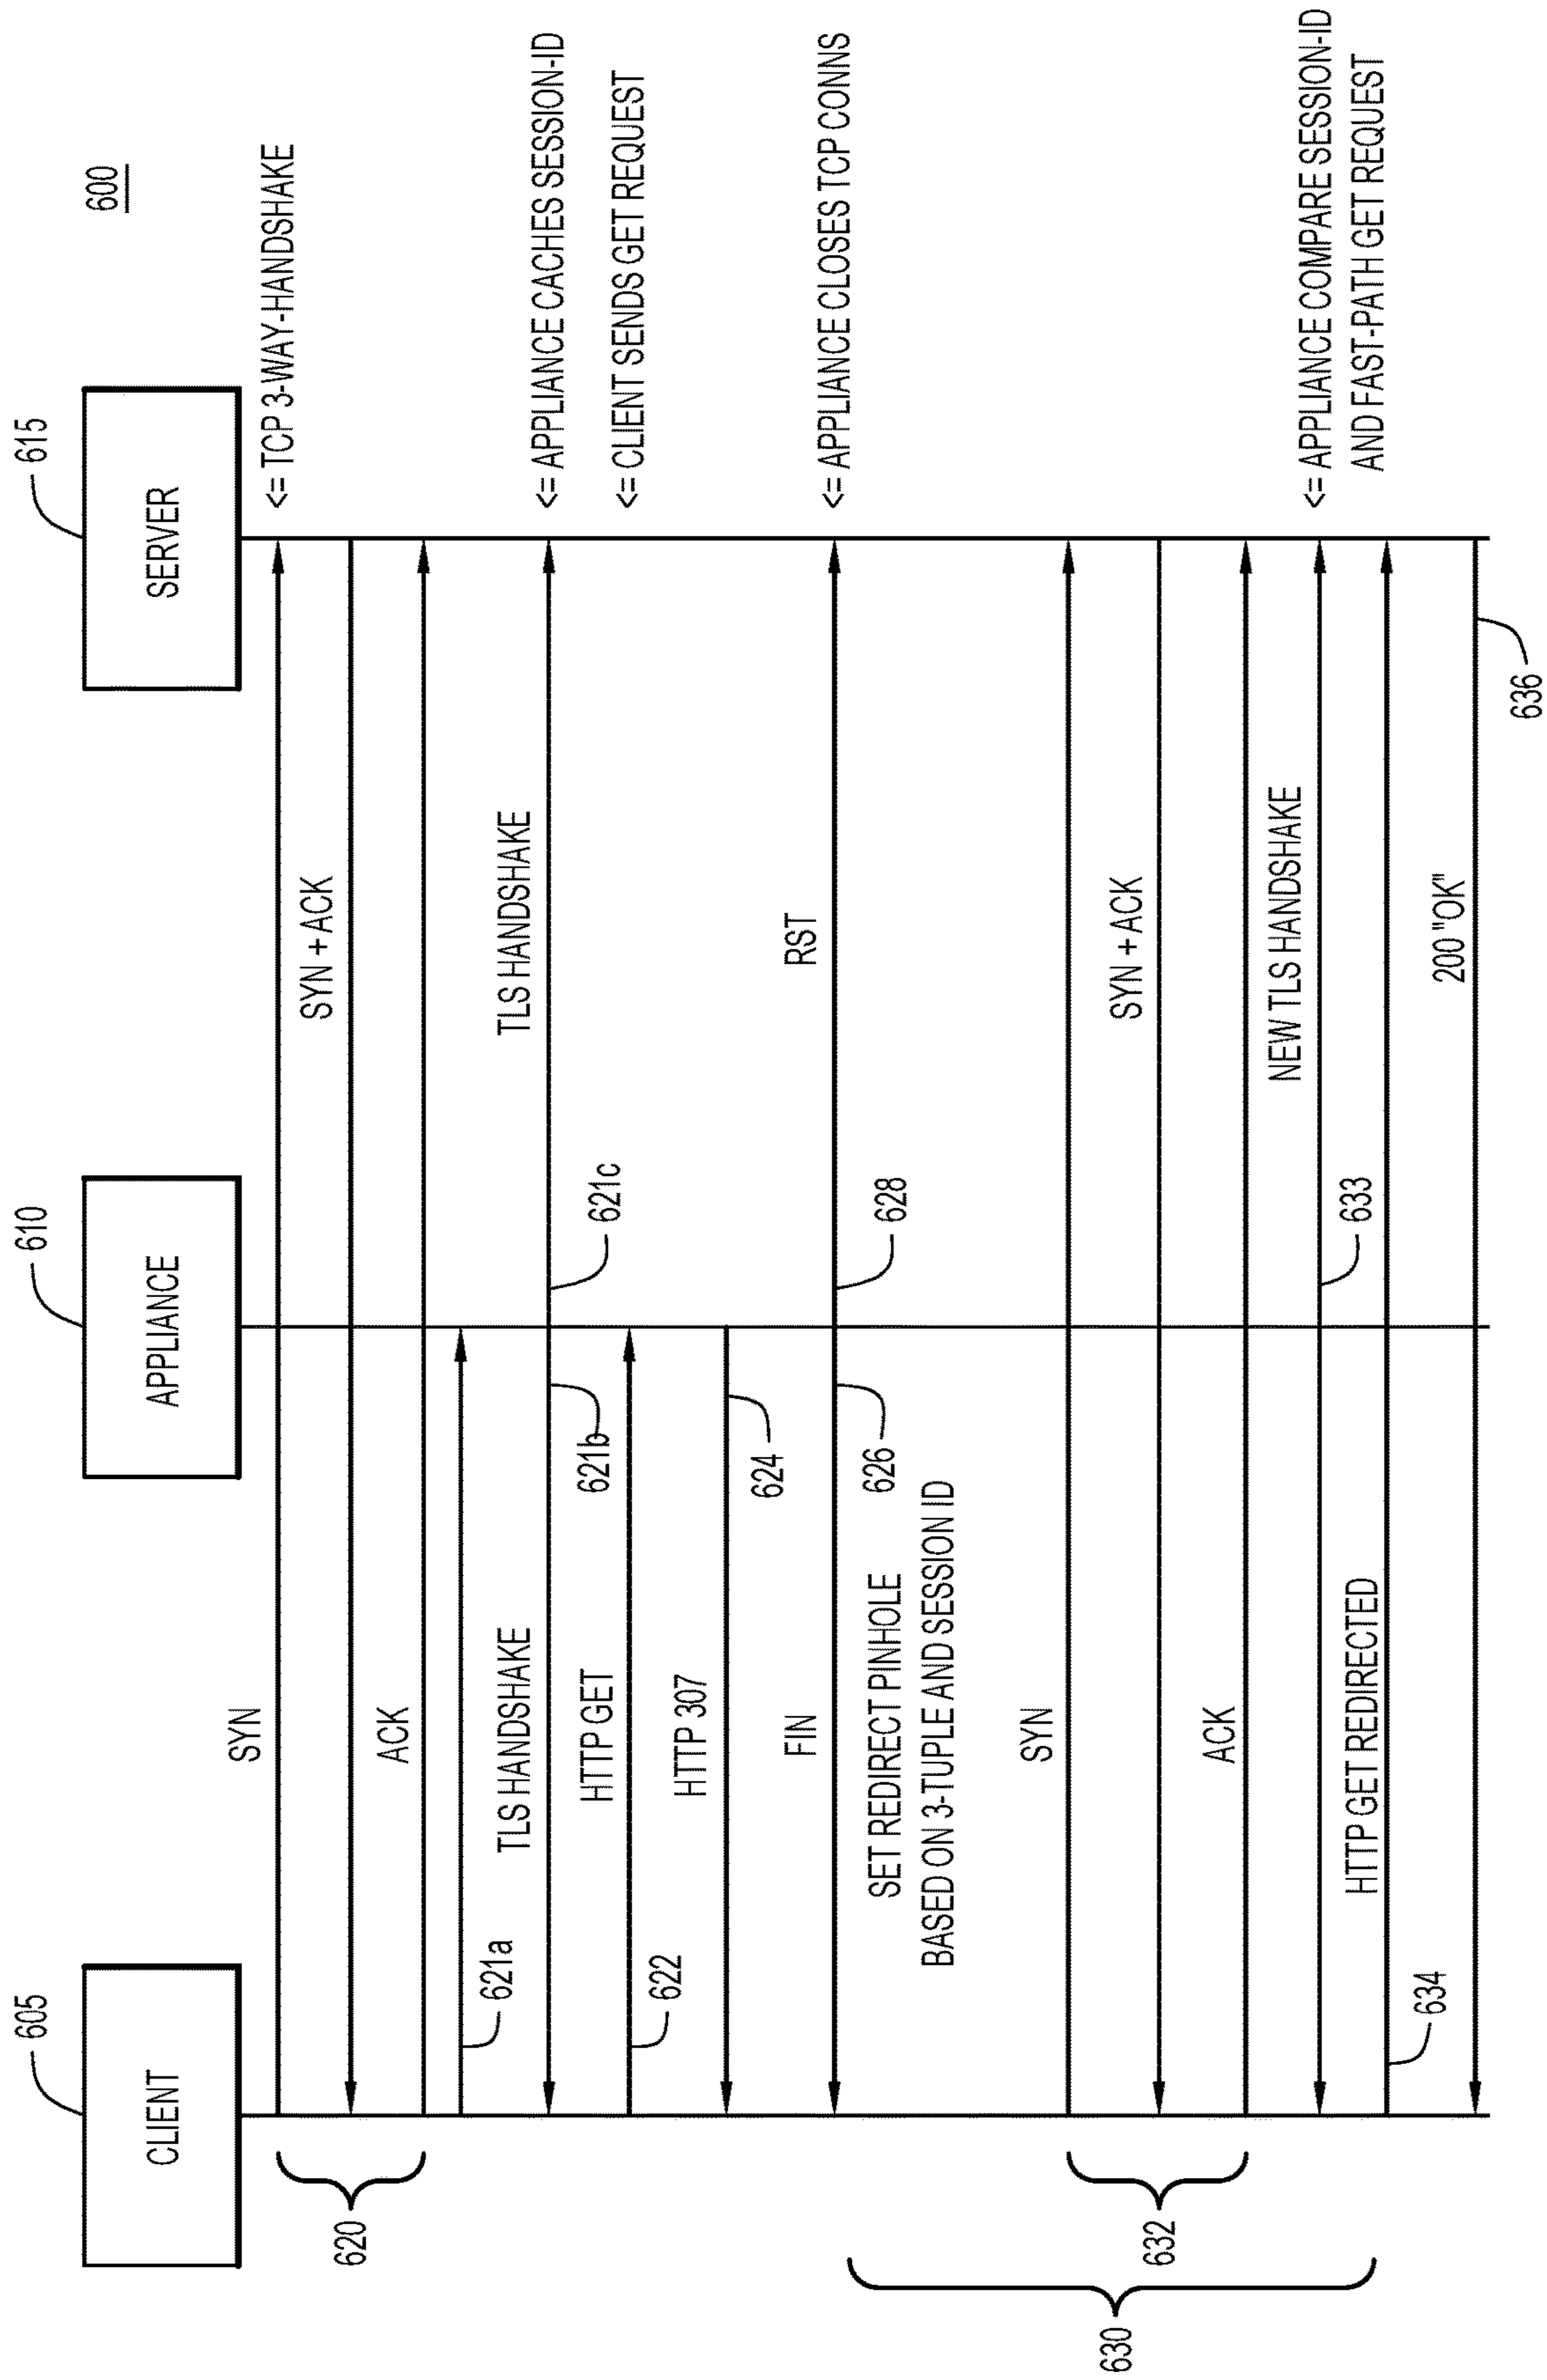 600
605
CLIENT
610
APPLIANCE
615
SERVER
620
SYN
<= TCP 3-WAY-HANDSHAKE
SYN + ACK
ACK
621a
TLS HANDSHAKE
TLS HANDSHAKE
<= APPLIANCE CACHES SESSION-ID
621b
621c
HTTP GET
<= CLIENT SENDS GET REQUEST
622
HTTP 307
624
FIN
RST
<= APPLIANCE CLOSES TCP CONNS
626
628
SET REDIRECT PINHOLE
BASED ON 3-TUPLE AND SESSION ID
630
632
SYN
SYN + ACK
ACK
NEW TLS HANDSHAKE
<= APPLIANCE COMPARE SESSION-ID
AND FAST-PATH GET REQUEST
633
HTTP GET REDIRECTED
634
200 "OK"
636